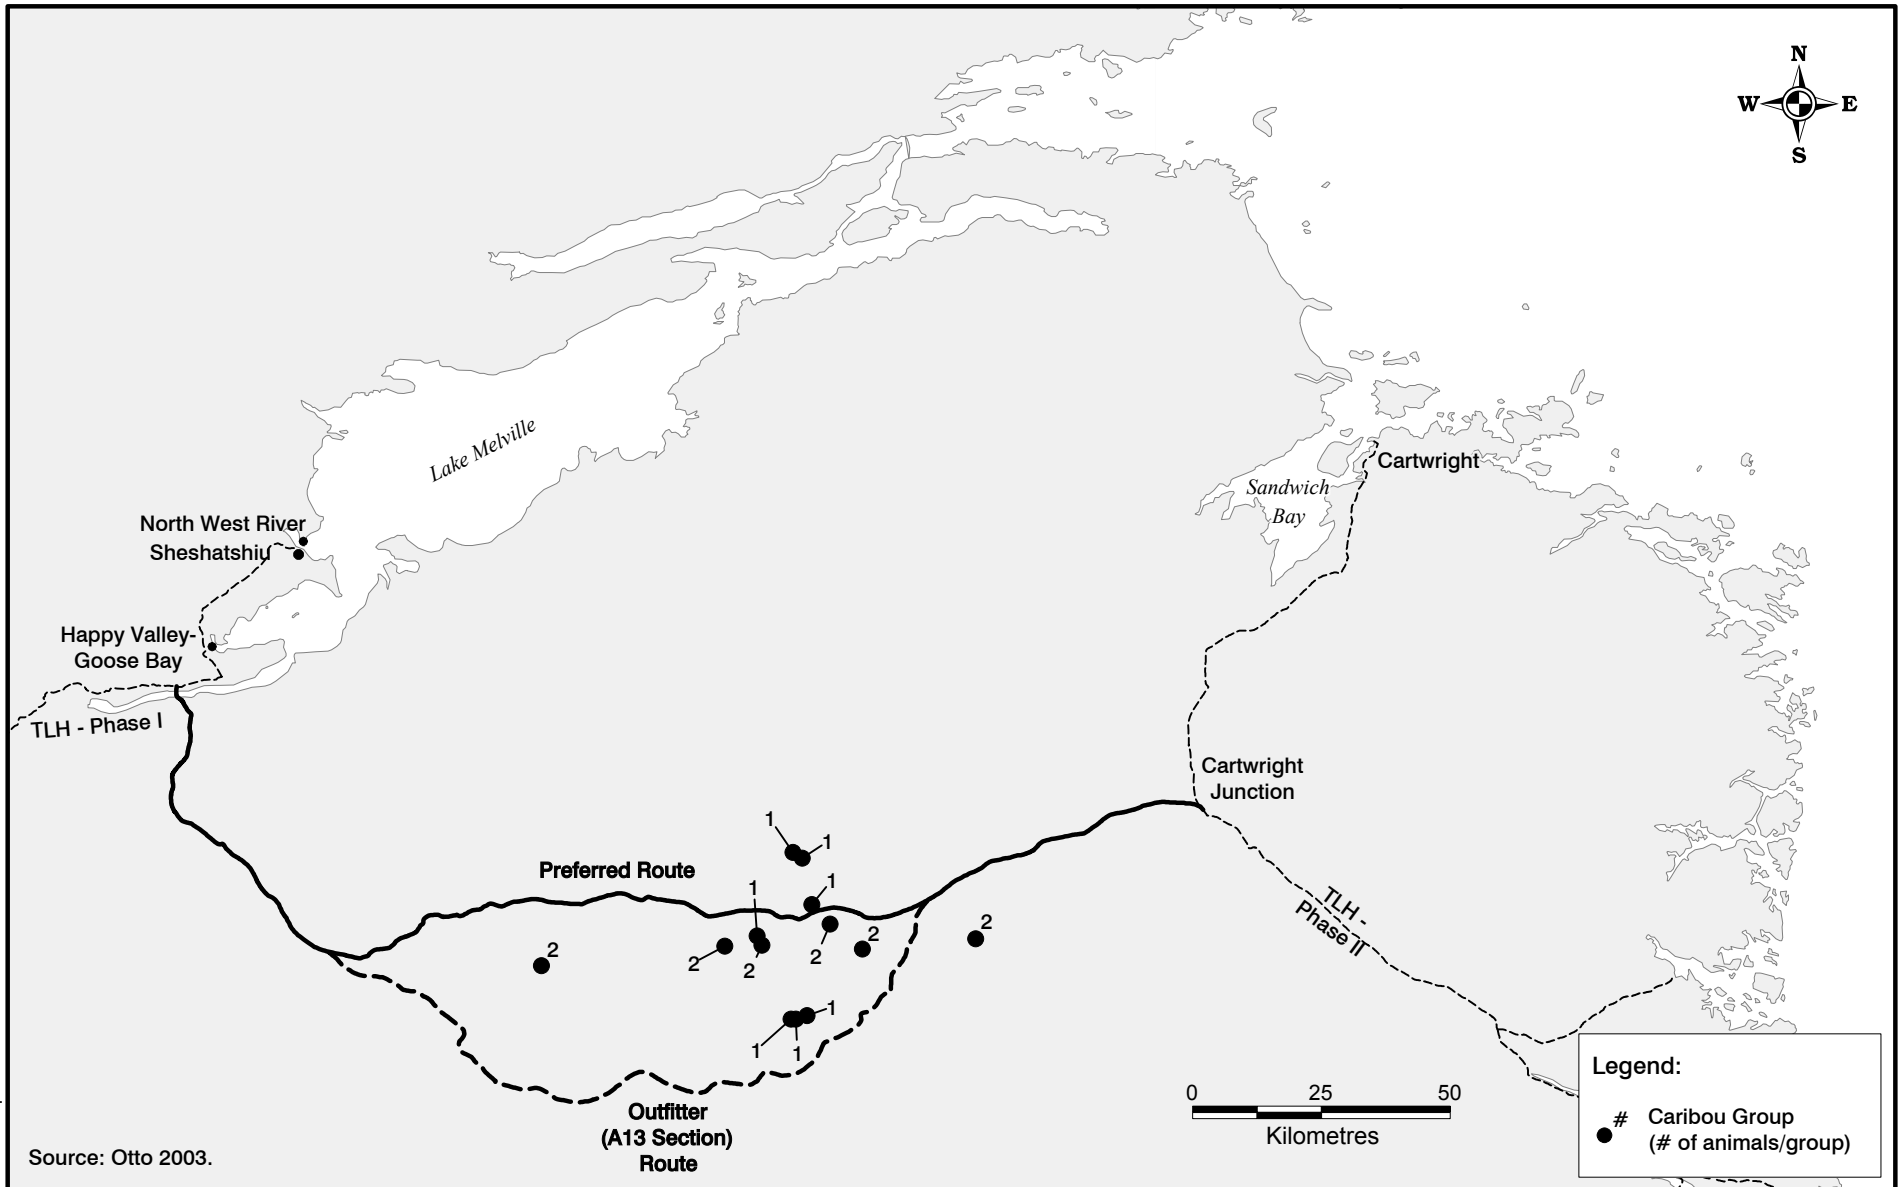 N
W E
S
Lake Melville
Cartwright
Sandwich
Bay
North West River
Sheshatshiu
Happy Valley-
Goose Bay
TLH - Phase I
Cartwright
Junction
1
1
Preferred Route
1
1
2
2
2
2
2
2
TLH -
Phase II
1
1
1
Outfitter
(A13 Section)
Route
0 25 50
Kilometres
Legend:
# Caribou Group
(# of animals/group)
Source: Otto 2003.